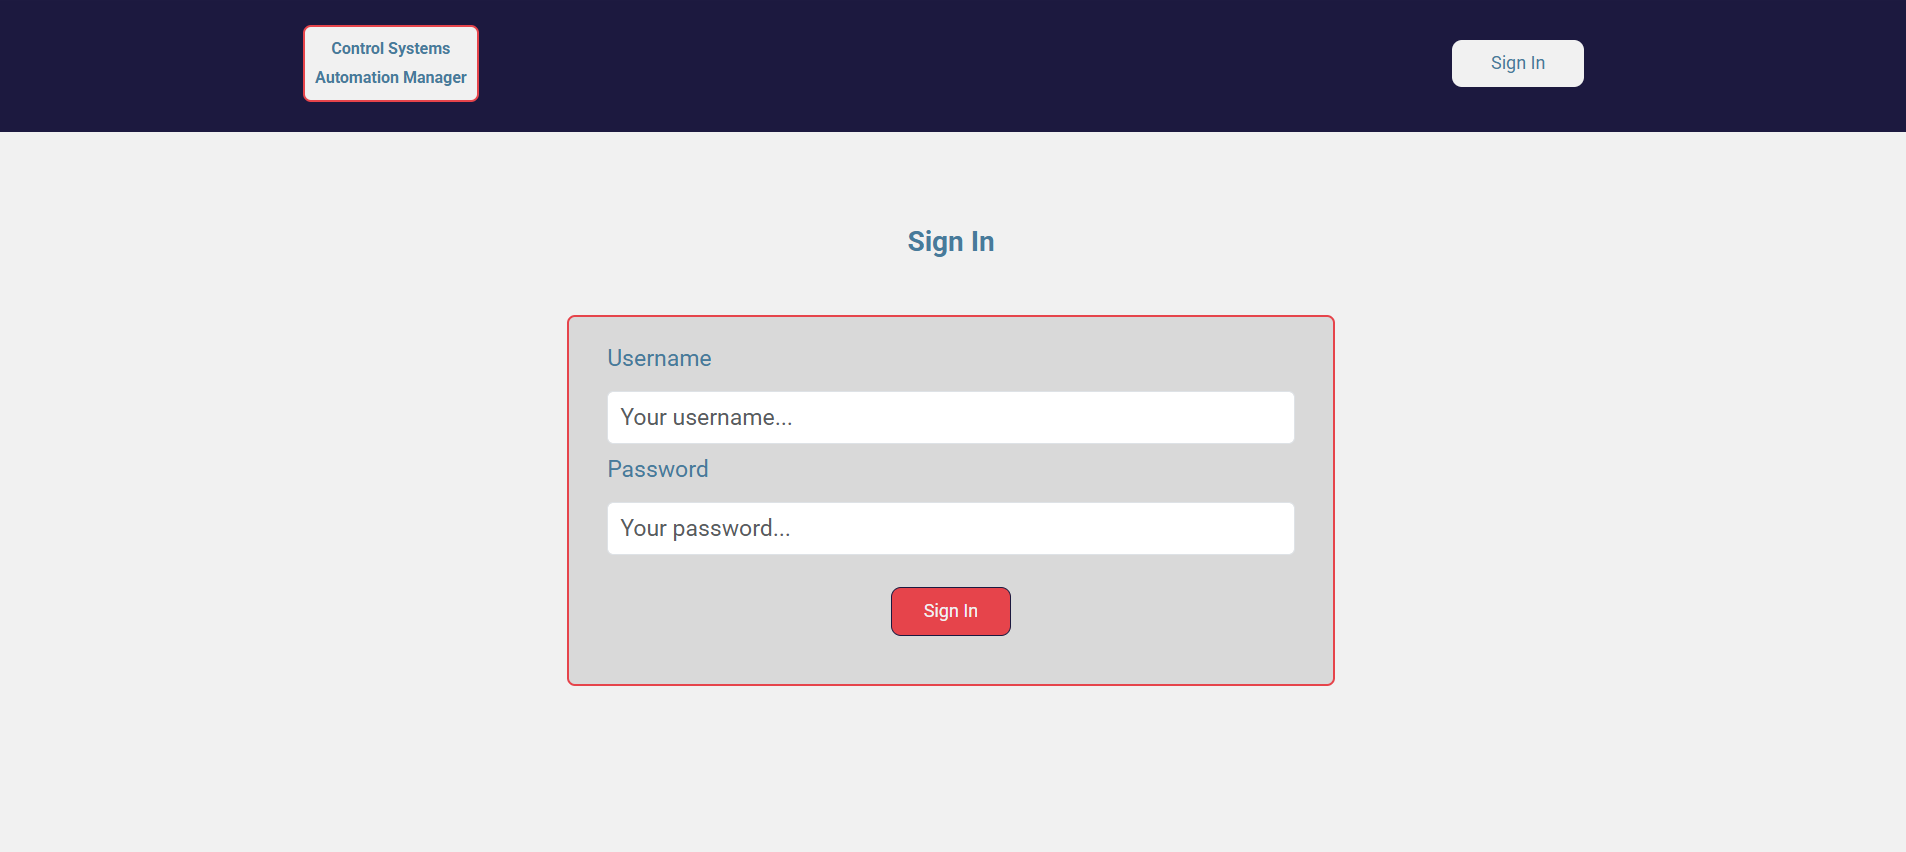 Control Systems
Automation Manager
Sign In
Sign In
Username
Your username...
Password
Your password...
Sign In